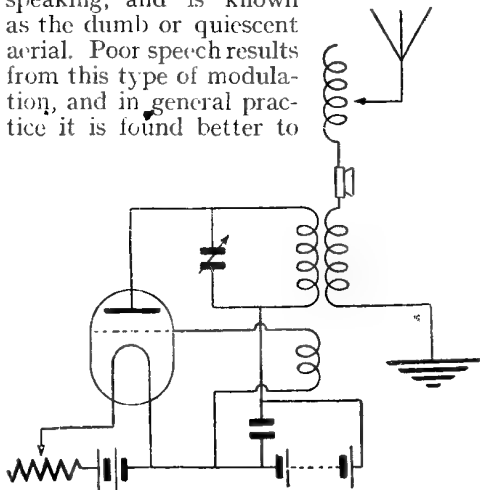 speaking, and is known
as the dumb or quiescent
aerial. Poor speech results
from this type of modula-
tion, and in general prac-
tice it is found better to